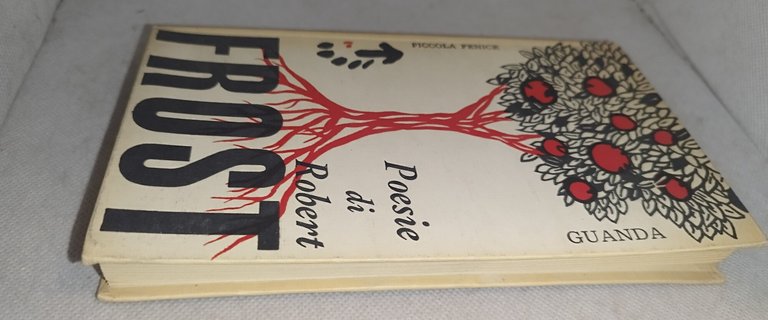 PICCOLA FENICE
Poesie
di
Robert
FROST
GUANDA